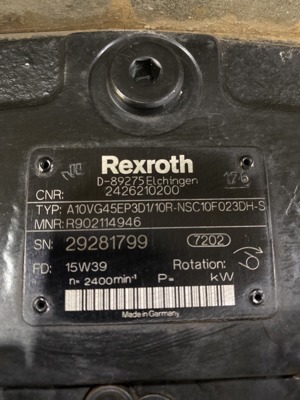 Rexroth
D-89275 Elchingen
176
CNR: 2426210200
TYP: A10VG45EP3D1/10R-NSC10F023DH-S
MNR: R902114946
SN: 29281799 7202
FD: 15W39 Rotation:
n= 2400min⁻¹ P= kW
Made in Germany